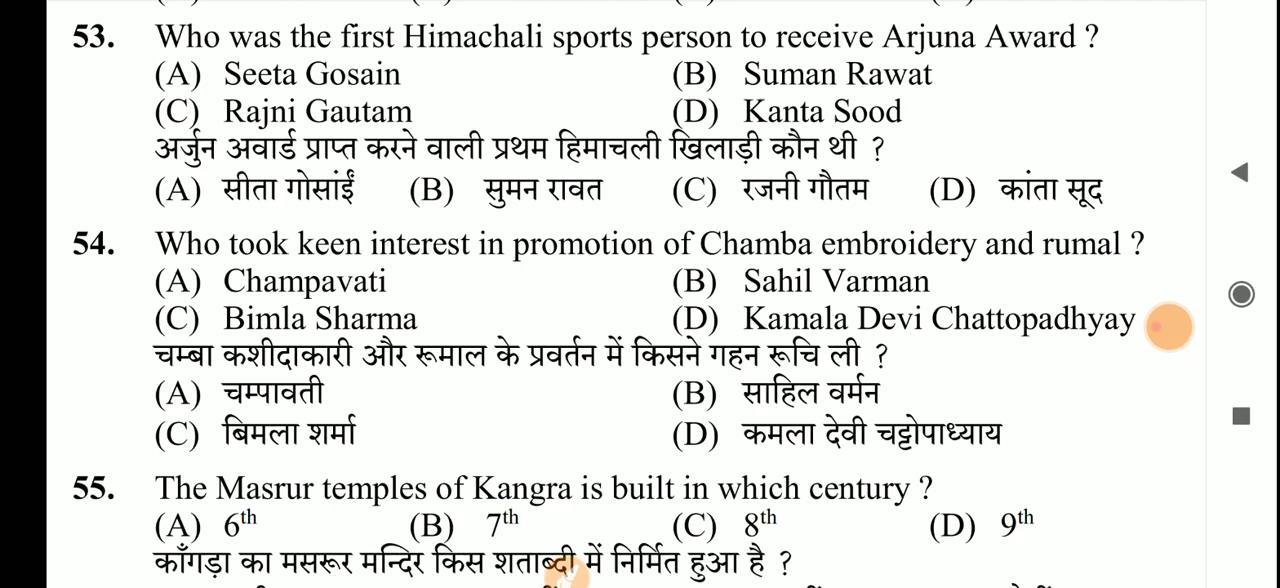 53. Who was the first Himachali sports person to receive Arjuna Award ?
(A) Seeta Gosain (B) Suman Rawat
(C) Rajni Gautam (D) Kanta Sood
अर्जुन अवार्ड प्राप्त करने वाली प्रथम हिमाचली खिलाड़ी कौन थी ?
(A) सीता गोसांई (B) सुमन रावत (C) रजनी गौतम (D) कांता सूद
54. Who took keen interest in promotion of Chamba embroidery and rumal ?
(A) Champavati (B) Sahil Varman
(C) Bimla Sharma (D) Kamala Devi Chattopadhyay
चम्बा कशीदाकारी और रूमाल के प्रवर्तन में किसने गहन रूचि ली ?
(A) चम्पावती (B) साहिल वर्मन
(C) बिमला शर्मा (D) कमला देवी चट्टोपाध्याय
55. The Masrur temples of Kangra is built in which century ?
(A) 6th (B) 7th (C) 8th (D) 9th
काँगड़ा का मसरूर मन्दिर किस शताब्दी में निर्मित हुआ है ?